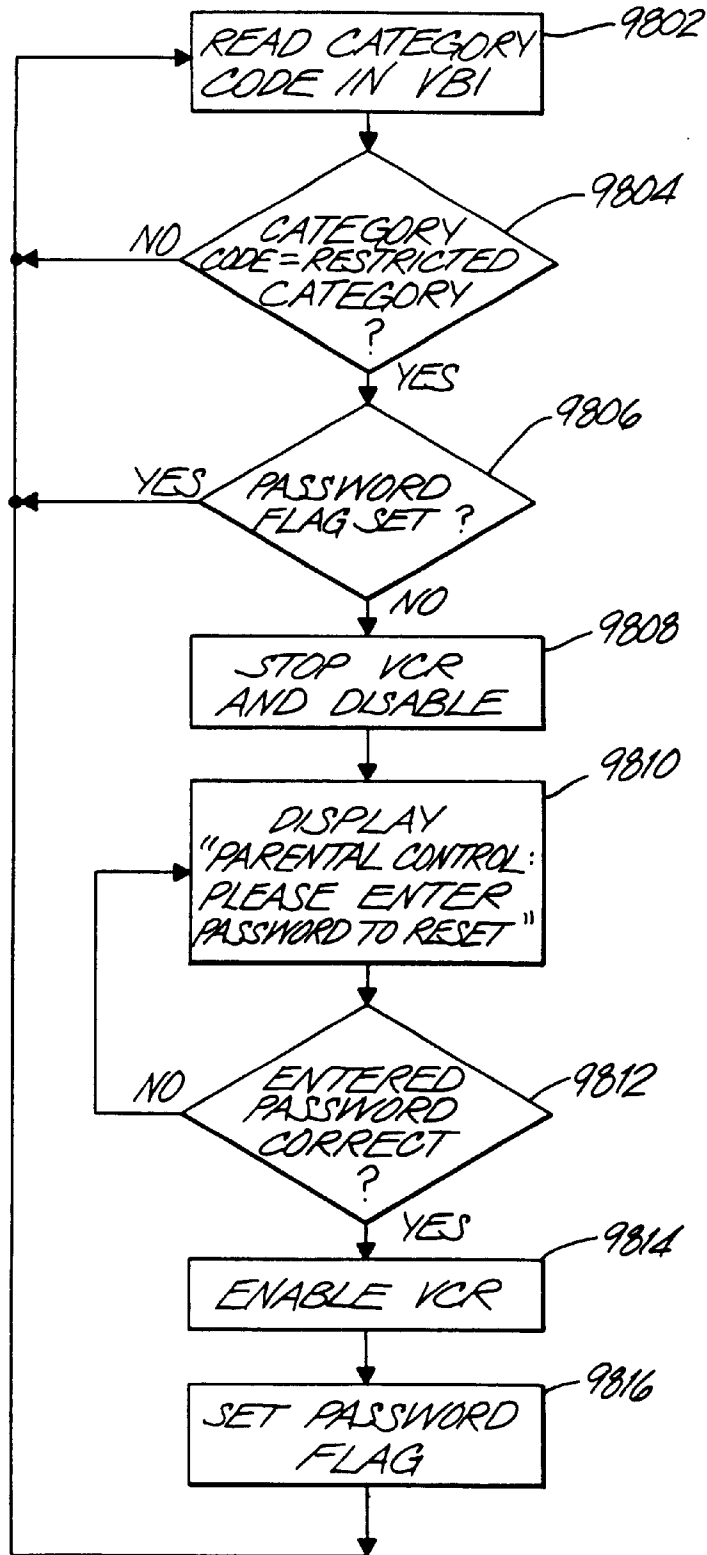 READ CATEGORY
CODE IN VBI
9802
CATEGORY
CODE=RESTRICTED
CATEGORY
?
9804
NO
YES
PASSWORD
FLAG SET ?
9806
YES
NO
STOP VCR
AND DISABLE
9808
DISPLAY
"PARENTAL CONTROL:
PLEASE ENTER
PASSWORD TO RESET"
9810
ENTERED
PASSWORD
CORRECT
?
9812
NO
YES
ENABLE VCR
9814
SET PASSWORD
FLAG
9816